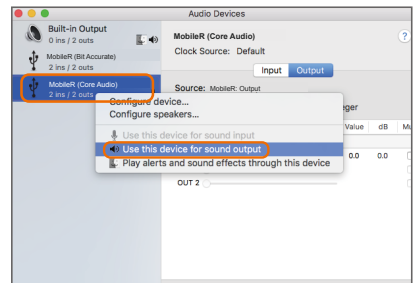 Audio Devices
Built-in Output
0 ins / 2 outs
MobileR (Bit Accurate)
2 ins / 2 outs
MobileR (Core Audio)
2 ins / 2 outs
MobileR (Core Audio)
?
Clock Source: Default
Input Output
Source: MobileR: Output
eger
Value dB Mu
0.0 0.0
OUT 2
Configure device...
Configure speakers...
Use this device for sound input
Use this device for sound output
Play alerts and sound effects through this device